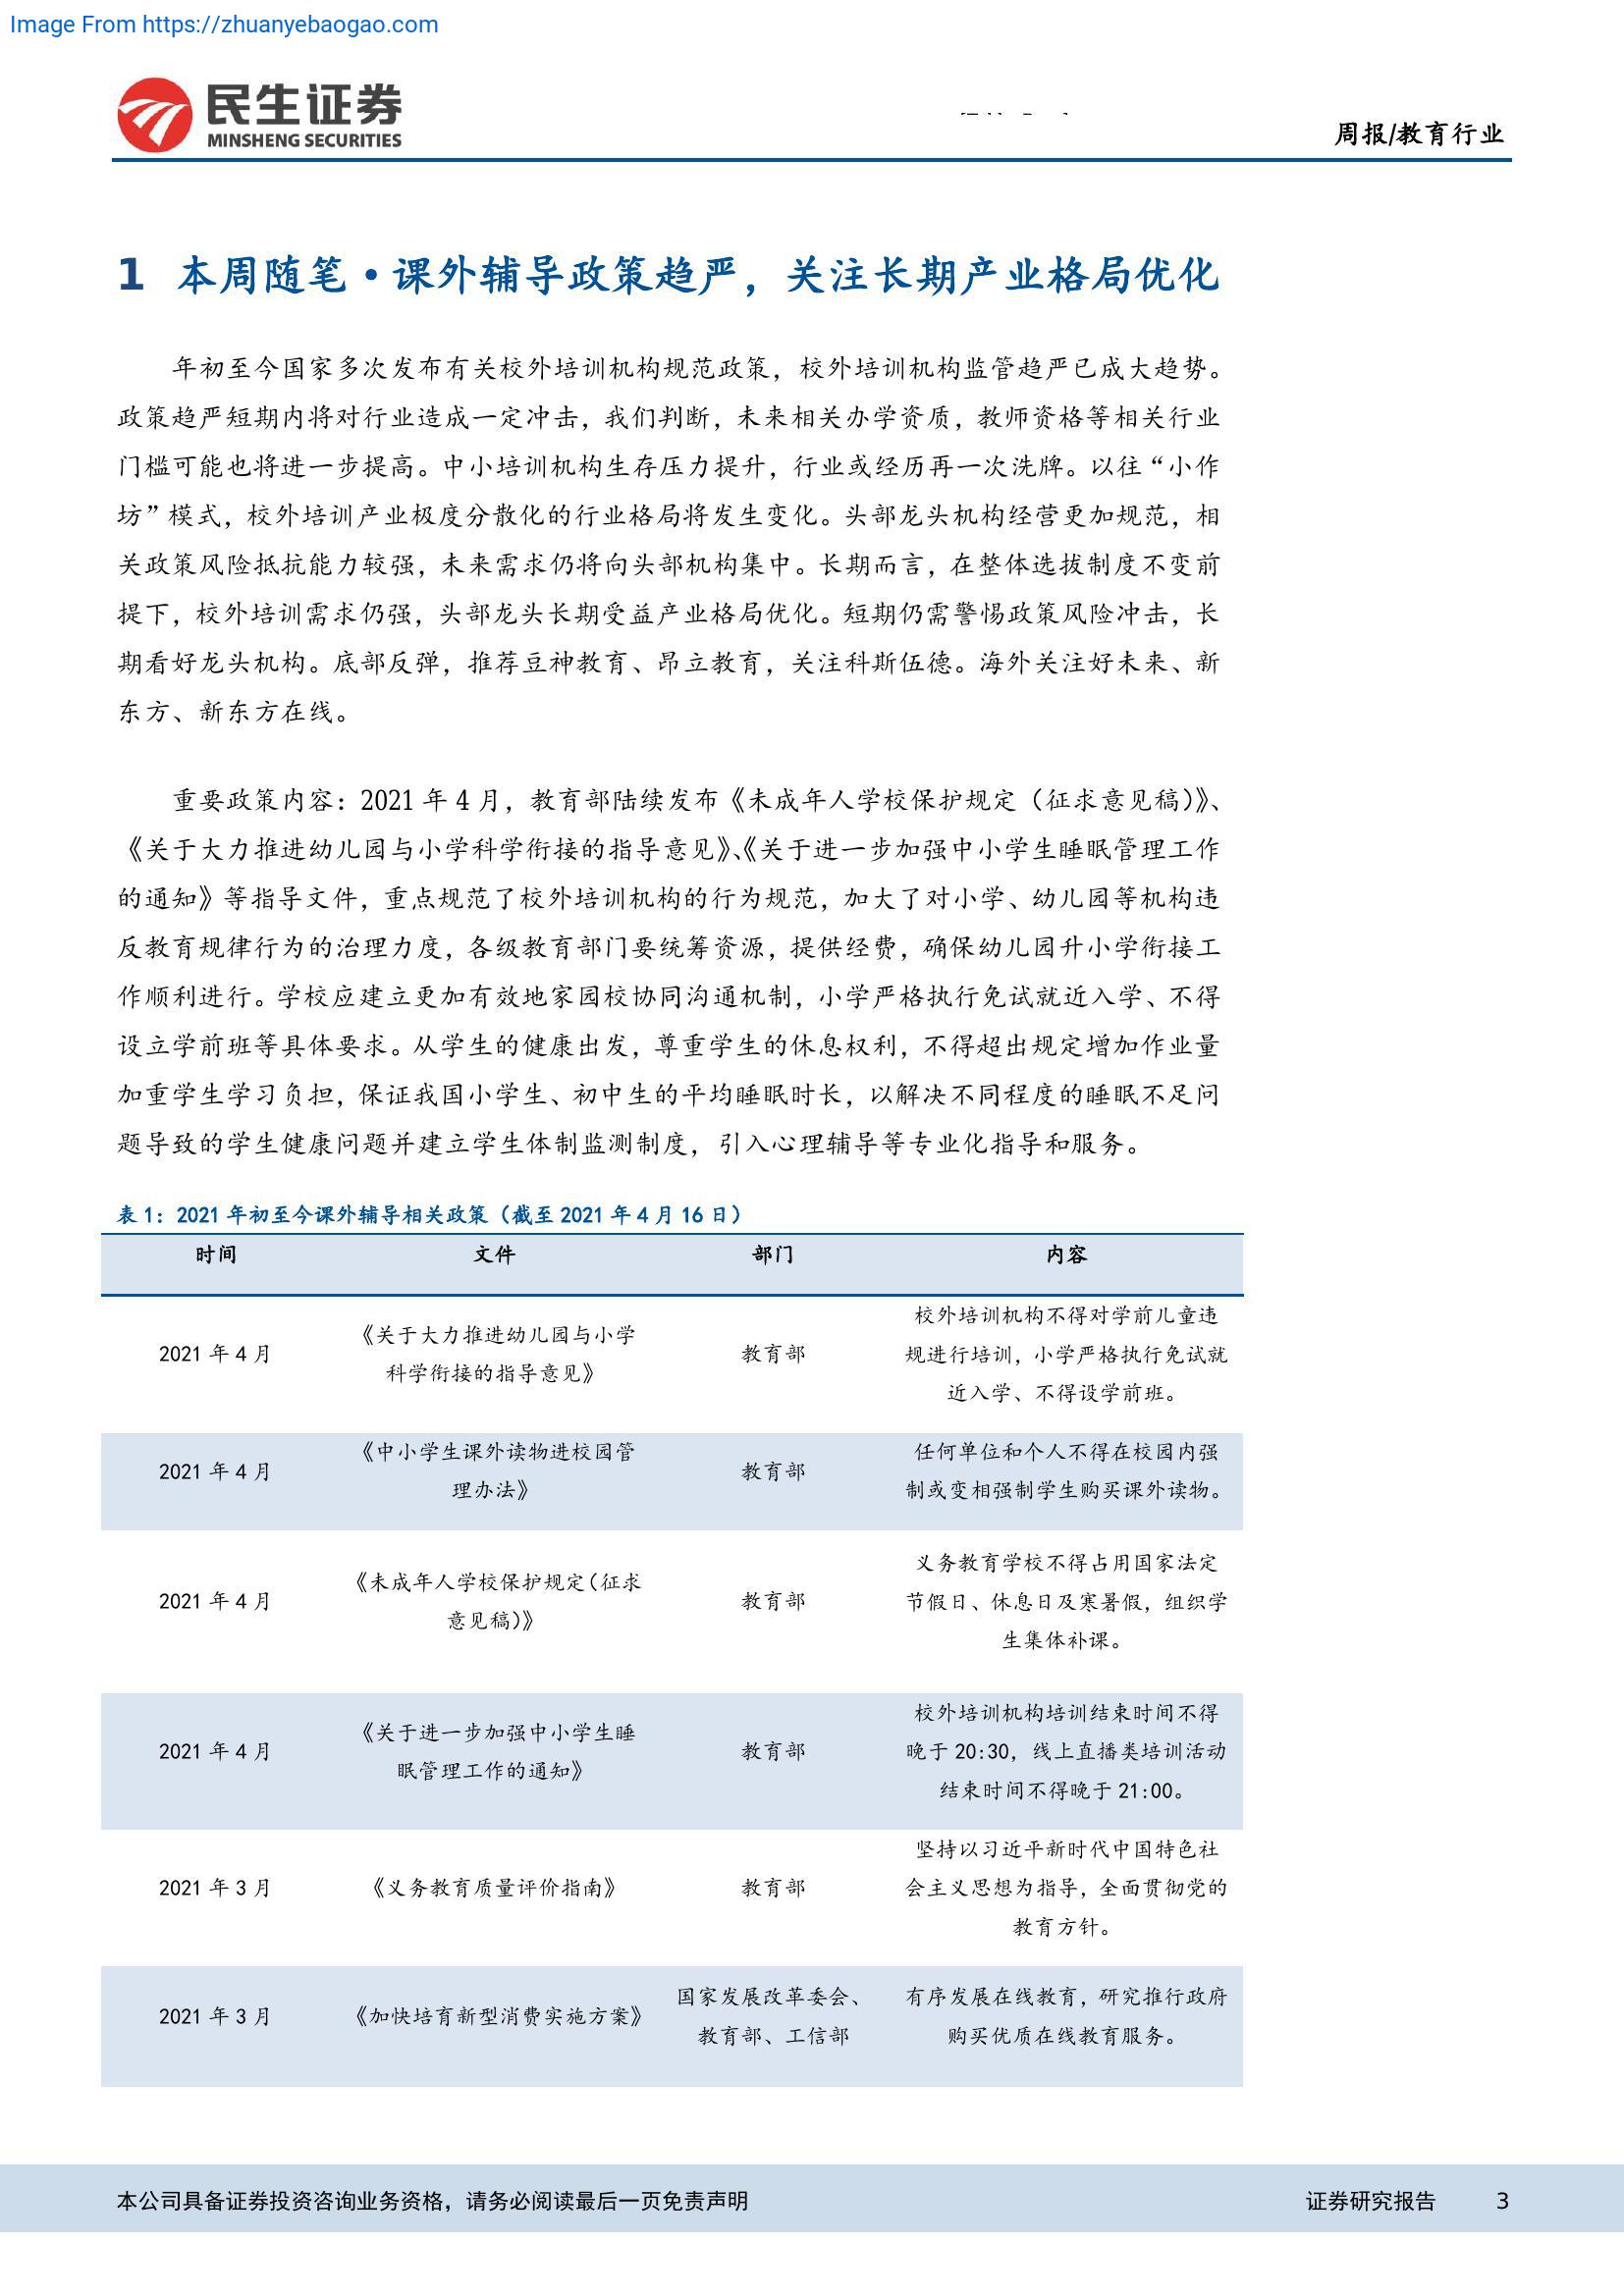 Image From https://zhuanyebaogao.com
民生证券
MINSHENG SECURITIES
周报/教育行业
1 本周随笔·课外辅导政策趋严，关注长期产业格局优化
年初至今国家多次发布有关校外培训机构规范政策，校外培训机构监管趋严已成大趋势。
政策趋严短期内将对行业造成一定冲击，我们判断，未来相关办学资质，教师资格等相关行业
门槛可能也将进一步提高。中小培训机构生存压力提升，行业或经历再一次洗牌。以往“小作
坊”模式，校外培训产业极度分散化的行业格局将发生变化。头部龙头机构经营更加规范，相
关政策风险抵抗能力较强，未来需求仍将向头部机构集中。长期而言，在整体选拔制度不变前
提下，校外培训需求仍强，头部龙头长期受益产业格局优化。短期仍需警惕政策风险冲击，长
期看好龙头机构。底部反弹，推荐豆神教育、昂立教育，关注科斯伍德。海外关注好未来、新
东方、新东方在线。
重要政策内容：2021 年 4 月，教育部陆续发布《未成年人学校保护规定（征求意见稿）》、
《关于大力推进幼儿园与小学科学衔接的指导意见》、《关于进一步加强中小学生睡眠管理工作
的通知》等指导文件，重点规范了校外培训机构的行为规范，加大了对小学、幼儿园等机构违
反教育规律行为的治理力度，各级教育部门要统筹资源，提供经费，确保幼儿园升小学衔接工
作顺利进行。学校应建立更加有效地家园校协同沟通机制，小学严格执行免试就近入学、不得
设立学前班等具体要求。从学生的健康出发，尊重学生的休息权利，不得超出规定增加作业量
加重学生学习负担，保证我国小学生、初中生的平均睡眠时长，以解决不同程度的睡眠不足问
题导致的学生健康问题并建立学生体制监测制度，引入心理辅导等专业化指导和服务。
表 1：2021 年初至今课外辅导相关政策（截至 2021 年 4 月 16 日）
时间 文件 部门 内容
2021 年 4 月
《关于大力推进幼儿园与小学
科学衔接的指导意见》
教育部
校外培训机构不得对学前儿童违
规进行培训，小学严格执行免试就
近入学、不得设学前班。
2021 年 4 月
《中小学生课外读物进校园管
理办法》
教育部
任何单位和个人不得在校园内强
制或变相强制学生购买课外读物。
2021 年 4 月
《未成年人学校保护规定（征求
意见稿）》
教育部
义务教育学校不得占用国家法定
节假日、休息日及寒暑假，组织学
生集体补课。
2021 年 4 月
《关于进一步加强中小学生睡
眠管理工作的通知》
教育部
校外培训机构培训结束时间不得
晚于 20:30，线上直播类培训活动
结束时间不得晚于 21:00。
2021 年 3 月
《义务教育质量评价指南》
教育部
坚持以习近平新时代中国特色社
会主义思想为指导，全面贯彻党的
教育方针。
2021 年 3 月
《加快培育新型消费实施方案》
国家发展改革委会、
教育部、工信部
有序发展在线教育，研究推行政府
购买优质在线教育服务。
本公司具备证券投资咨询业务资格，请务必阅读最后一页免责声明 证券研究报告 3